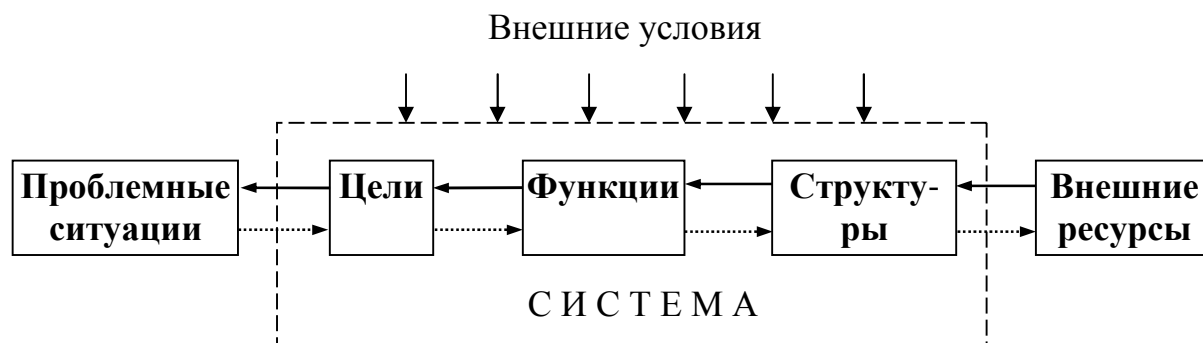 Внешние условия
Проблемные
ситуации
Цели
Функции
Структу-
ры
Внешние
ресурсы
С И С Т Е М А